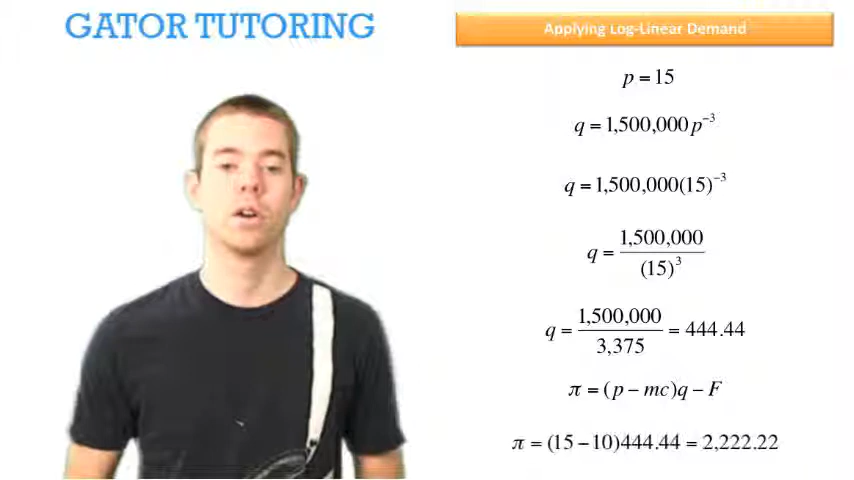 GATOR TUTORING
Applying Log-Linear Demand
p = 15
q = 1,500,000 p⁻³
q = 1,500,000(15)⁻³
q = 1,500,000 / (15)³
q = 1,500,000 / 3,375 = 444.44
π = (p − mc)q − F
π = (15 − 10)444.44 = 2,222.22